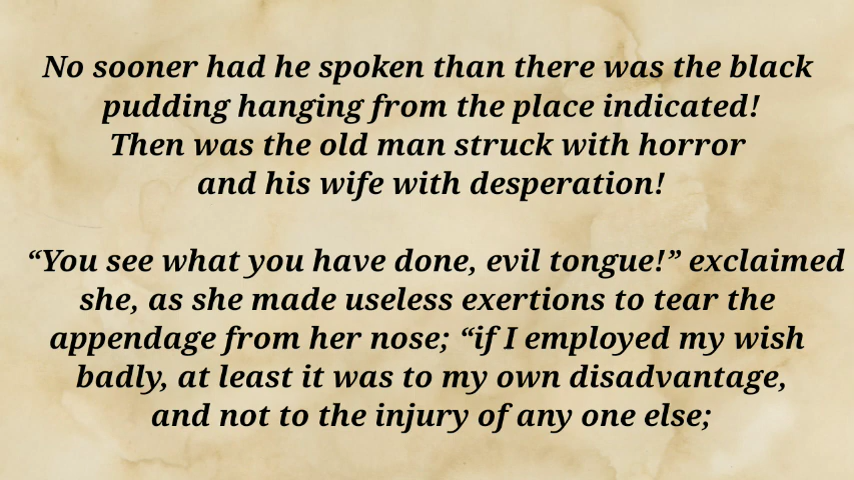 No sooner had he spoken than there was the black
pudding hanging from the place indicated!
Then was the old man struck with horror
and his wife with desperation!
“You see what you have done, evil tongue!” exclaimed
she, as she made useless exertions to tear the
appendage from her nose; “if I employed my wish
badly, at least it was to my own disadvantage,
and not to the injury of any one else;